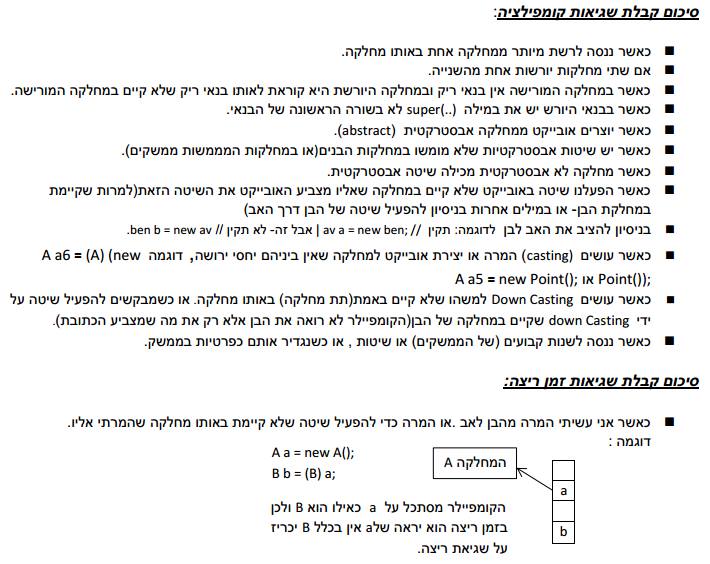 סיכום קבלת שגיאות קומפילציה:
כאשר ננסה לרשת מיותר ממחלקה אחת באותו מחלקה.
אם שתי מחלקות יורשות אחת מהשנייה.
כאשר במחלקה המורישה אין בנאי ריק ובמחלקה היורשת היא קוראת לאותו בנאי ריק שלא קיים במחלקה המורישה.
כאשר בבנאי היורש יש את במילה super(..) לא בשורה הראשונה של הבנאי.
כאשר יוצרים אובייקט ממחלקה אבסטרקטית (abstract).
כאשר יש שיטות אבסטרקטיות שלא מומשו במחלקות הבנים(או במחלקות המממשות ממשקים).
כאשר מחלקה לא אבסטרקטית מכילה שיטה אבסטרקטית.
כאשר הפעלנו שיטה באובייקט שלא קיים במחלקה שאליו מצביע האובייקט את השיטה הזאת(למרות שקיימת
במחלקת הבן- או במילים אחרות בניסיון להפעיל שיטה של הבן דרך האב)
בניסיון להציב את האב לבן לדוגמה: תקין // av a = new ben; | אבל זה- לא תקין // ben b = new av.
כאשר עושים (casting) המרה או יצירת אובייקט למחלקה שאין ביניהם יחסי ירושה, דוגמה A a6 = (A) (new
Point()); או A a5 = new Point();
כאשר עושים Down Casting למשהו שלא קיים באמת(תת מחלקה) באותו מחלקה. או כשמבקשים להפעיל שיטה על
ידי down Casting שקיים במחלקה של הבן(הקומפיילר לא רואה את הבן אלא רק את מה שמצביע הכתובת).
כאשר ננסה לשנות קבועים (של הממשקים) או שיטות , או כשנגדיר אותם כפרטיות בממשק.
סיכום קבלת שגיאות זמן ריצה:
כאשר אני עשיתי המרה מהבן לאב .או המרה כדי להפעיל שיטה שלא קיימת באותו מחלקה שהמרתי אליו.
דוגמה :
A a = new A();
B b = (B) a;
המחלקה A
a
b
הקומפיילר מסתכל על a כאילו הוא B ולכן
בזמן ריצה הוא יראה שלa אין בכלל B יכריז
על שגיאת ריצה.